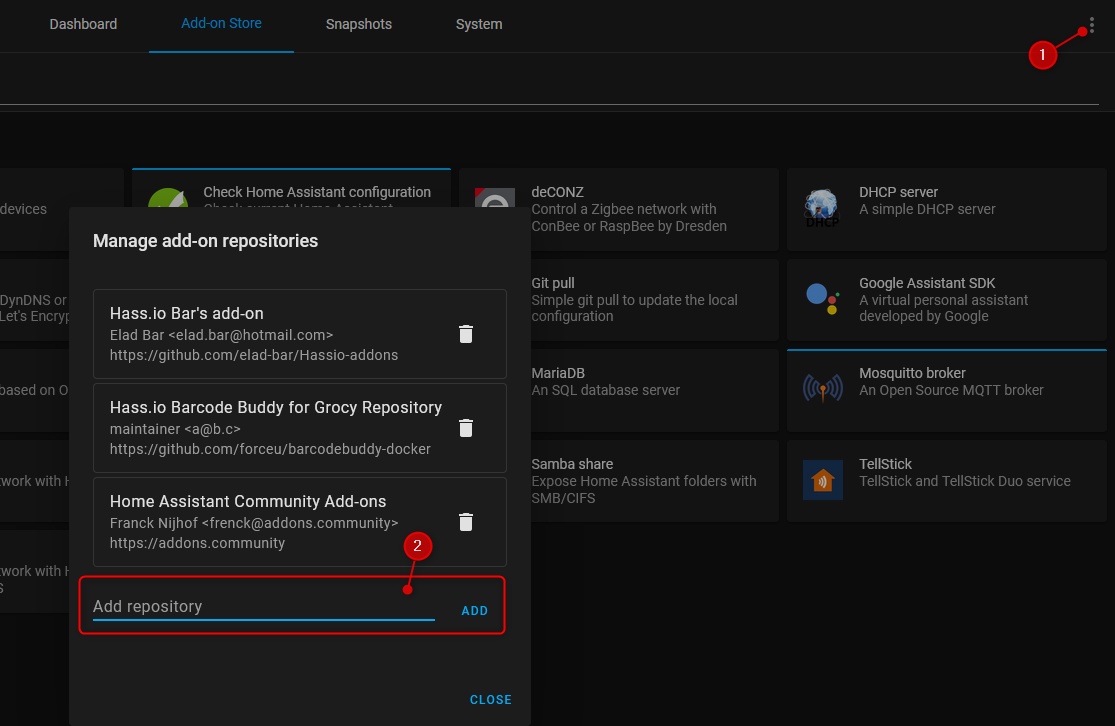 Dashboard
Add-on Store
Snapshots
System
1
devices
Check Home Assistant configuration
Check current Home Assistant
deCONZ
Control a Zigbee network with
ConBee or RaspBee by Dresden
DHCP
DHCP server
A simple DHCP server
DynDNS or
Let's Encryp
Git pull
Simple git pull to update the local
configuration
Google Assistant SDK
A virtual personal assistant
developed by Google
based on O
MariaDB
An SQL database server
Mosquitto broker
An Open Source MQTT broker
twork with H
Samba share
Expose Home Assistant folders with
SMB/CIFS
TellStick
TellStick and TellStick Duo service
twork with H
S
Manage add-on repositories
Hass.io Bar's add-on
Elad Bar <elad.bar@hotmail.com>
https://github.com/elad-bar/Hassio-addons
Hass.io Barcode Buddy for Grocy Repository
maintainer <a@b.c>
https://github.com/forceu/barcodebuddy-docker
Home Assistant Community Add-ons
Franck Nijhof <frenck@addons.community>
https://addons.community
2
Add repository
ADD
CLOSE